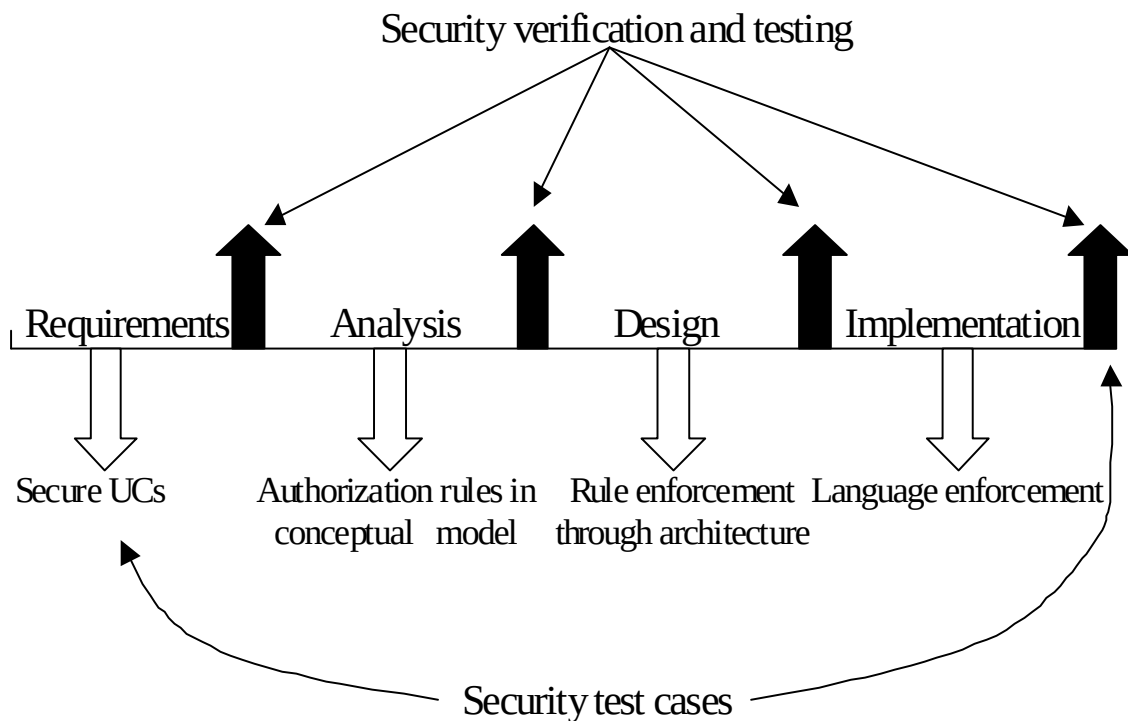 Security verification and testing
Requirements Analysis Design Implementation
Secure UCs Authorization rules in Rule enforcement Language enforcement
conceptual model through architecture
Security test cases